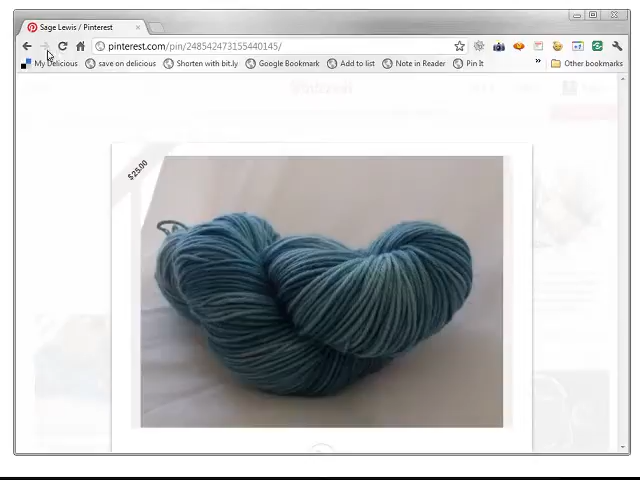 Sage Lewis / Pinterest
pinterest.com/pin/248542473155440145/
My Delicious save on delicious Shorten with bit.ly Google Bookmark Add to list Note in Reader Pin It » Other bookmarks
Pinterest
$25.00